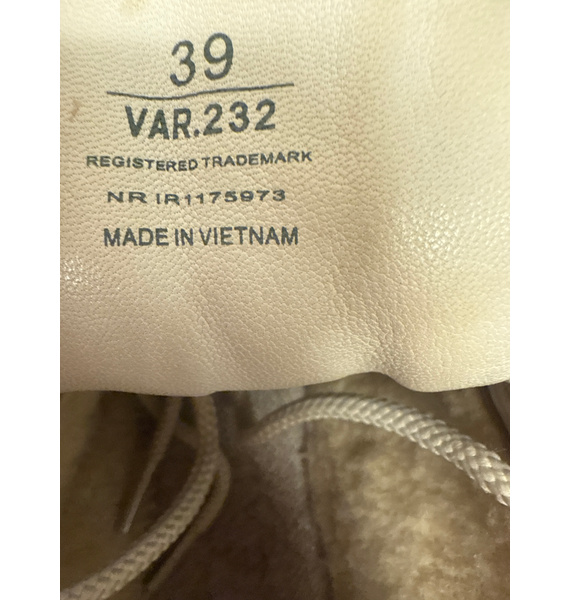 39
VAR.232
REGISTERED TRADEMARK
NR IR1175973
MADE IN VIETNAM